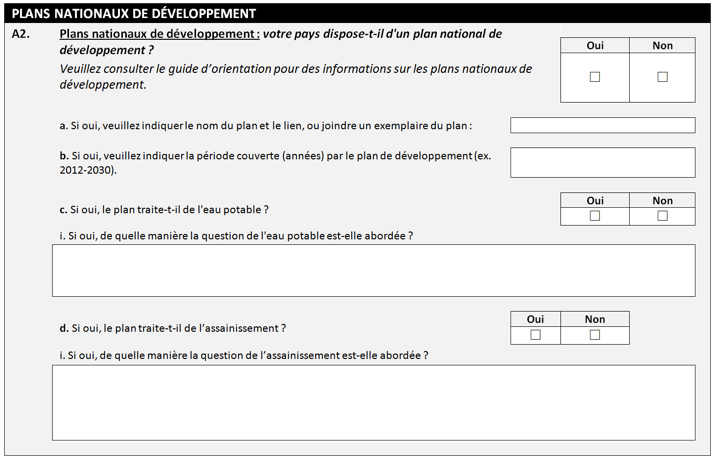 PLANS NATIONAUX DE DÉVELOPPEMENT
A2. Plans nationaux de développement : votre pays dispose-t-il d'un plan national de
développement ?
Oui Non
Veuillez consulter le guide d’orientation pour des informations sur les plans nationaux de
développement.
☐ ☐
a. Si oui, veuillez indiquer le nom du plan et le lien, ou joindre un exemplaire du plan :
b. Si oui, veuillez indiquer la période couverte (années) par le plan de développement (ex.
2012-2030).
Oui Non
c. Si oui, le plan traite-t-il de l'eau potable ? ☐ ☐
i. Si oui, de quelle manière la question de l'eau potable est-elle abordée ?
Oui Non
d. Si oui, le plan traite-t-il de l’assainissement ? ☐ ☐
i. Si oui, de quelle manière la question de l’assainissement est-elle abordée ?